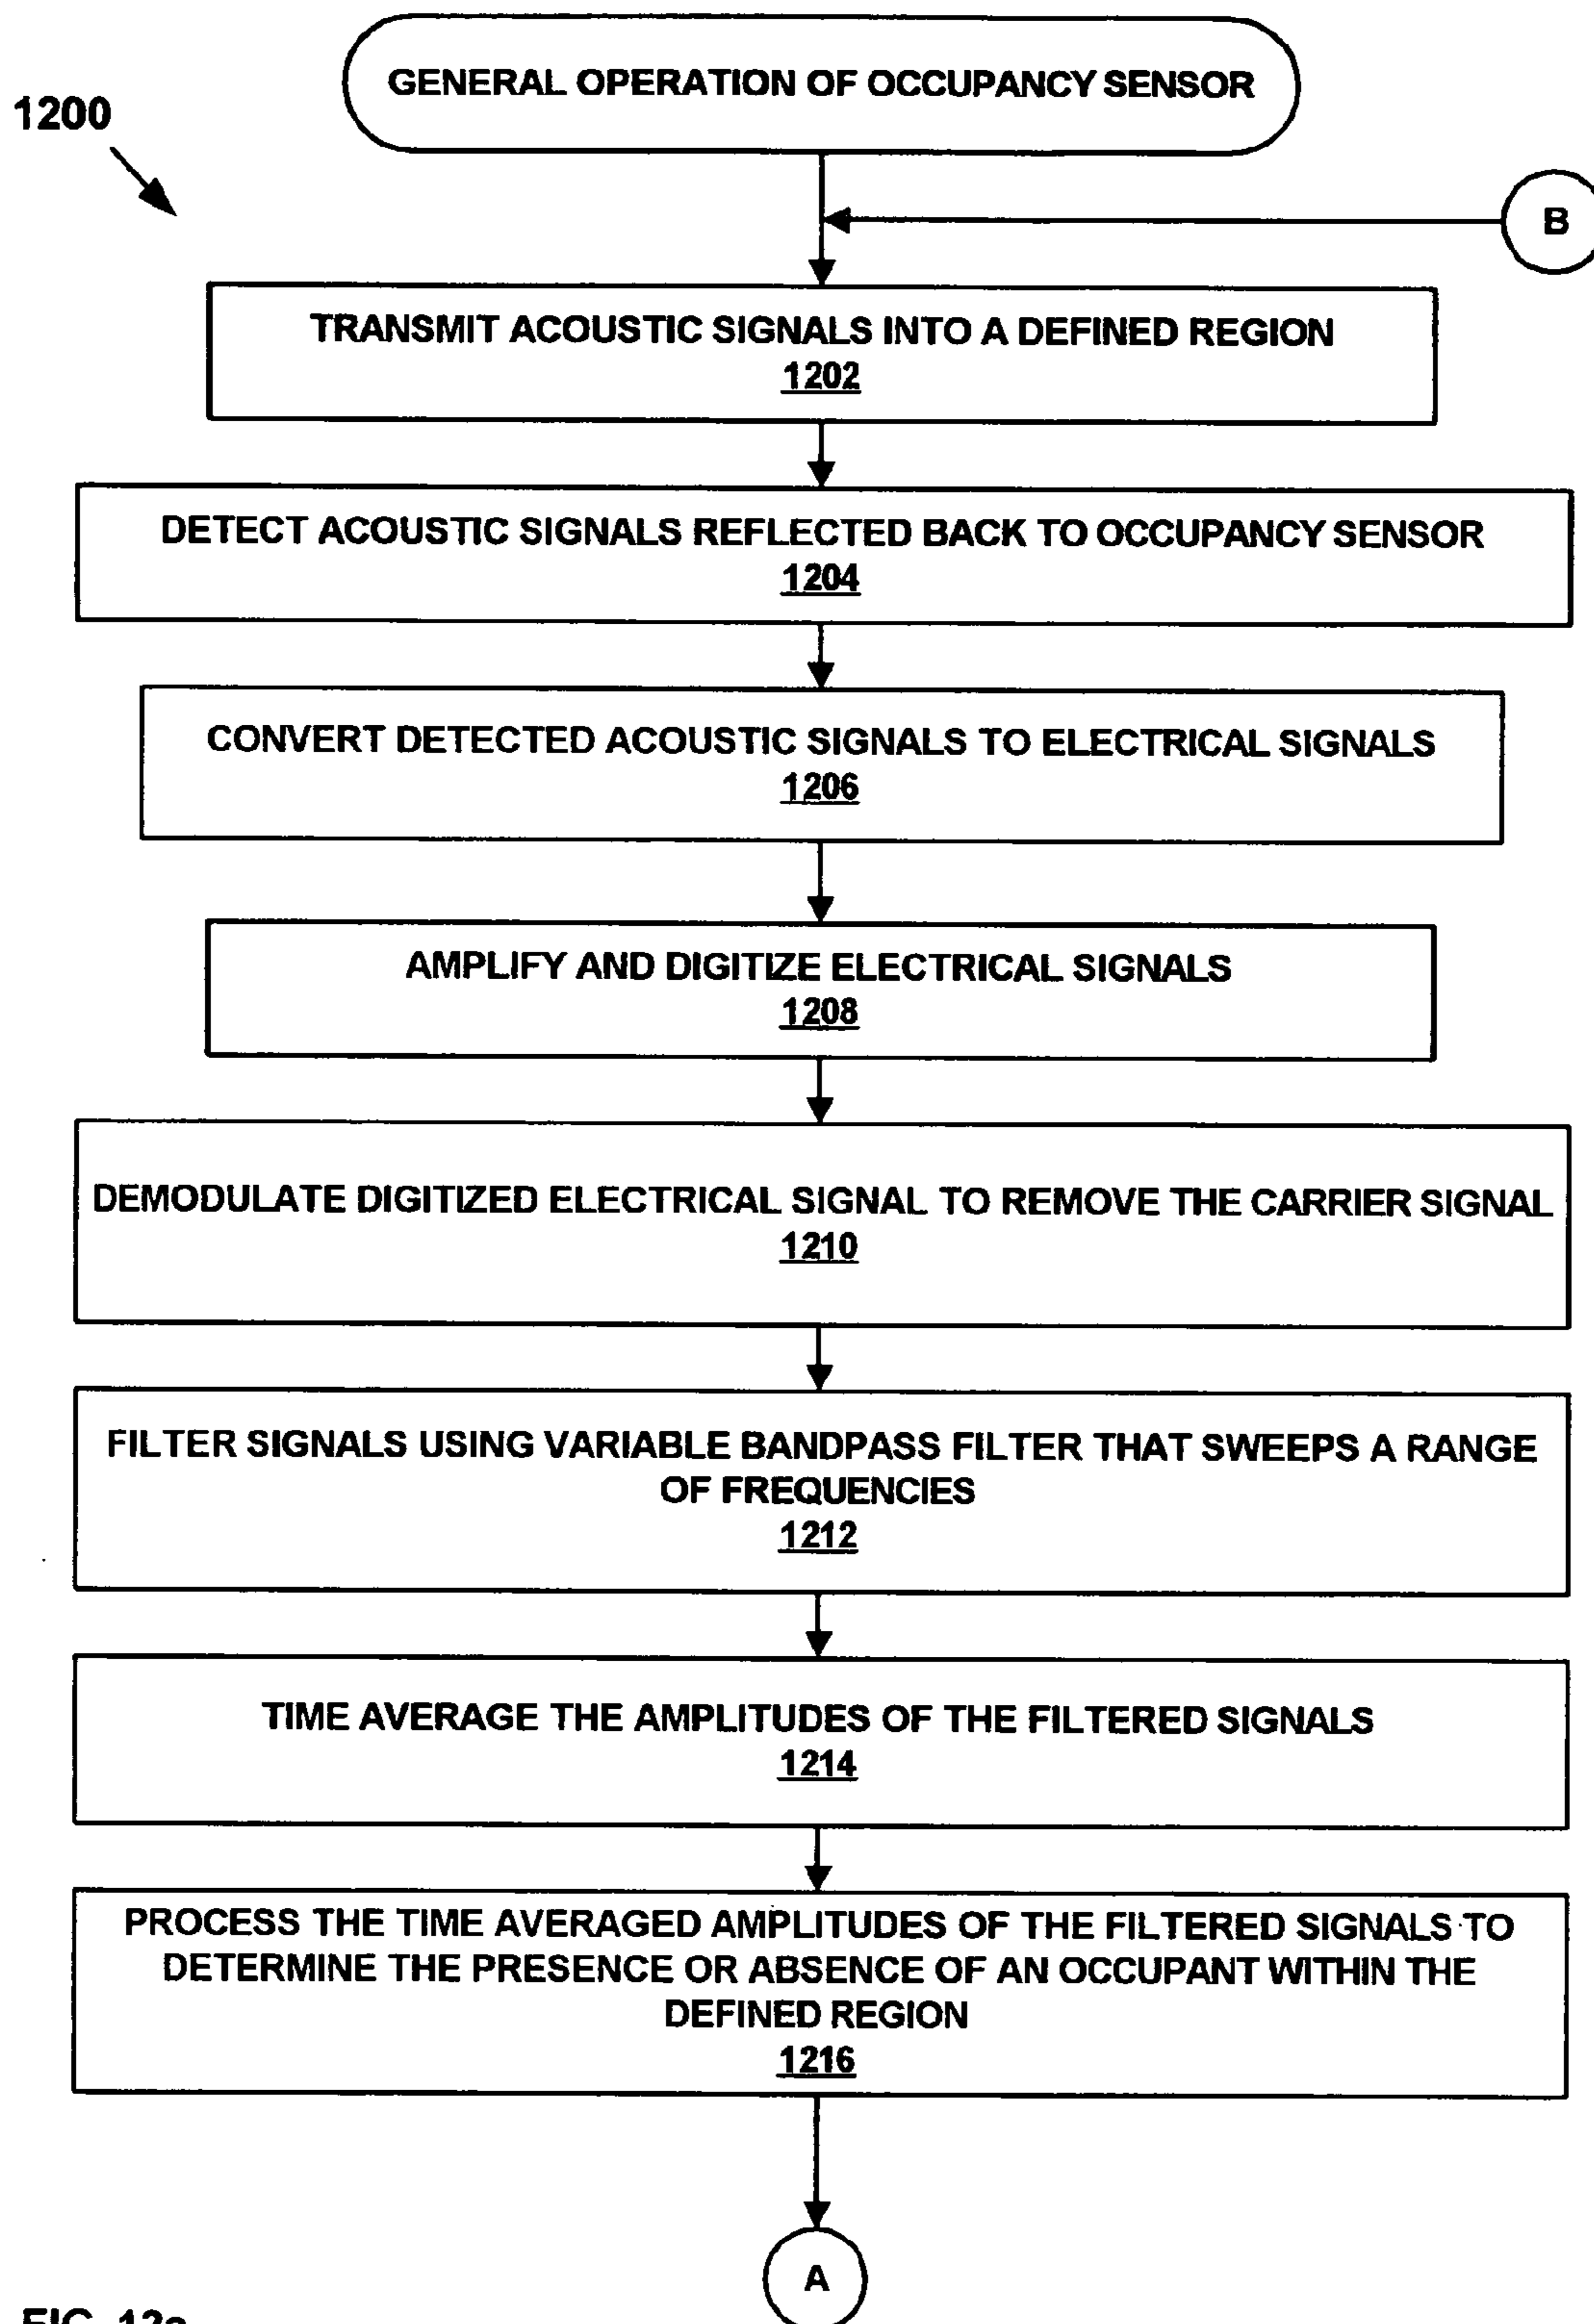 GENERAL OPERATION OF OCCUPANCY SENSOR
1200
B
TRANSMIT ACOUSTIC SIGNALS INTO A DEFINED REGION
1202
DETECT ACOUSTIC SIGNALS REFLECTED BACK TO OCCUPANCY SENSOR
1204
CONVERT DETECTED ACOUSTIC SIGNALS TO ELECTRICAL SIGNALS
1206
AMPLIFY AND DIGITIZE ELECTRICAL SIGNALS
1208
DEMODULATE DIGITIZED ELECTRICAL SIGNAL TO REMOVE THE CARRIER SIGNAL
1210
FILTER SIGNALS USING VARIABLE BANDPASS FILTER THAT SWEEPS A RANGE
OF FREQUENCIES
1212
TIME AVERAGE THE AMPLITUDES OF THE FILTERED SIGNALS
1214
PROCESS THE TIME AVERAGED AMPLITUDES OF THE FILTERED SIGNALS TO
DETERMINE THE PRESENCE OR ABSENCE OF AN OCCUPANT WITHIN THE
DEFINED REGION
1216
A
FIG. 12a